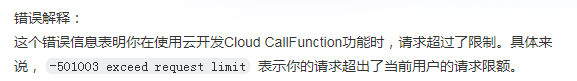 错误解释：
这个错误信息表明你在使用云开发Cloud CallFunction功能时，请求超过了限制。具体来
说，-501003 exceed request limit 表示你的请求超出了当前用户的请求限额。